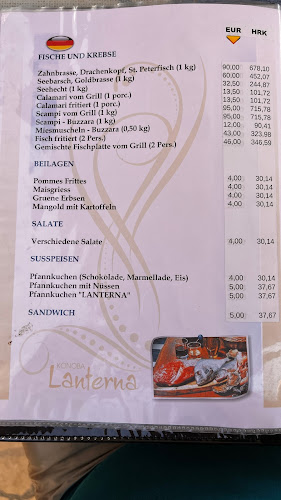 EUR HRK
FISCHE UND KREBSE
Zahnbrasse, Drachenkopf, St. Peterfisch (1 kg) 90,00 678,10
Seebarsch, Goldbrasse (1 kg) 60,00 452,07
Seehecht (1 kg) 32,50 244,87
Calamari vom Grill (1 porc.) 13,50 101,72
Calamari frittiert (1 porc.) 13,50 101,72
Scampi vom Grill (1 kg) 95,00 715,78
Scampi - Buzzara (1 kg) 95,00 715,78
Miesmuscheln - Buzzara (0,50 kg) 12,00 90,41
Fisch frittiert (2 Pers.) 43,00 323,98
Gemischte Fischplatte vom Grill (2 Pers.) 46,00 346,59
BEILAGEN
Pommes Frittes 4,00 30,14
Maisgriess 4,00 30,14
Gruene Erbsen 4,00 30,14
Mangold mit Kartoffeln 4,00 30,14
SALATE
Verschiedene Salate 4,00 30,14
SUSSPEISEN
Pfannkuchen (Schokolade, Marmellade, Eis) 4,00 30,14
Pfannkuchen mit Nüssen 5,00 37,67
Pfannkuchen "LANTERNA" 5,00 37,67
SANDWICH 5,00 37,67
KONOBA
Lanterna